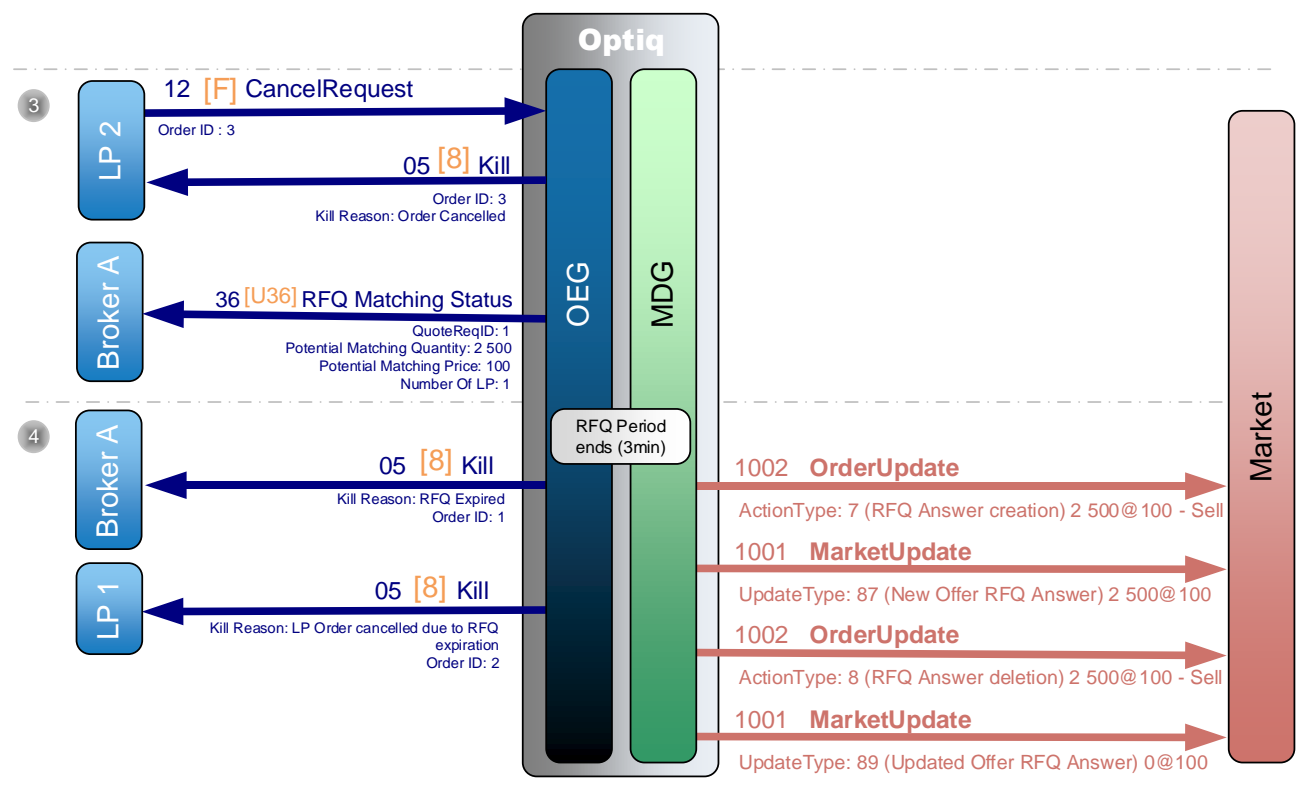 Optiq
3
LP 2
12 [F] CancelRequest
Order ID : 3
05 [8] Kill
Order ID: 3
Kill Reason: Order Cancelled
Broker A
36 [U36] RFQ Matching Status
QuoteReqID: 1
Potential Matching Quantity: 2 500
Potential Matching Price: 100
Number Of LP: 1
OEG
MDG
Market
4
RFQ Period
ends (3min)
Broker A
05 [8] Kill
Kill Reason: RFQ Expired
Order ID: 1
LP 1
05 [8] Kill
Kill Reason: LP Order cancelled due to RFQ
expiration
Order ID: 2
1002 OrderUpdate
ActionType: 7 (RFQ Answer creation) 2 500@100 - Sell
1001 MarketUpdate
UpdateType: 87 (New Offer RFQ Answer) 2 500@100
1002 OrderUpdate
ActionType: 8 (RFQ Answer deletion) 2 500@100 - Sell
1001 MarketUpdate
UpdateType: 89 (Updated Offer RFQ Answer) 0@100